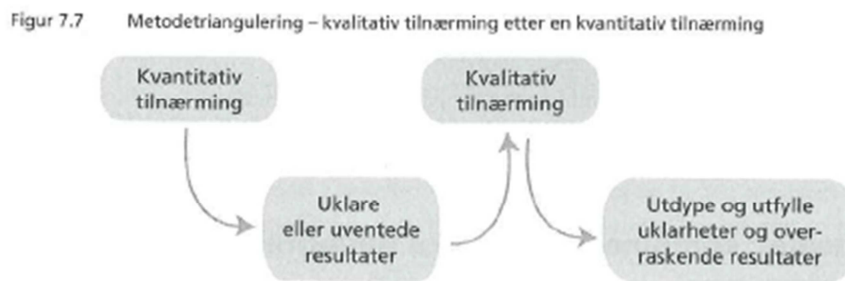 Figur 7.7 Metodetriangulering – kvalitativ tilnærming etter en kvantitativ tilnærming
Kvantitativ
tilnærming
Kvalitativ
tilnærming
Uklare
eller uventede
resultater
Utdype og utfylle
uklarheter og over-
raskende resultater